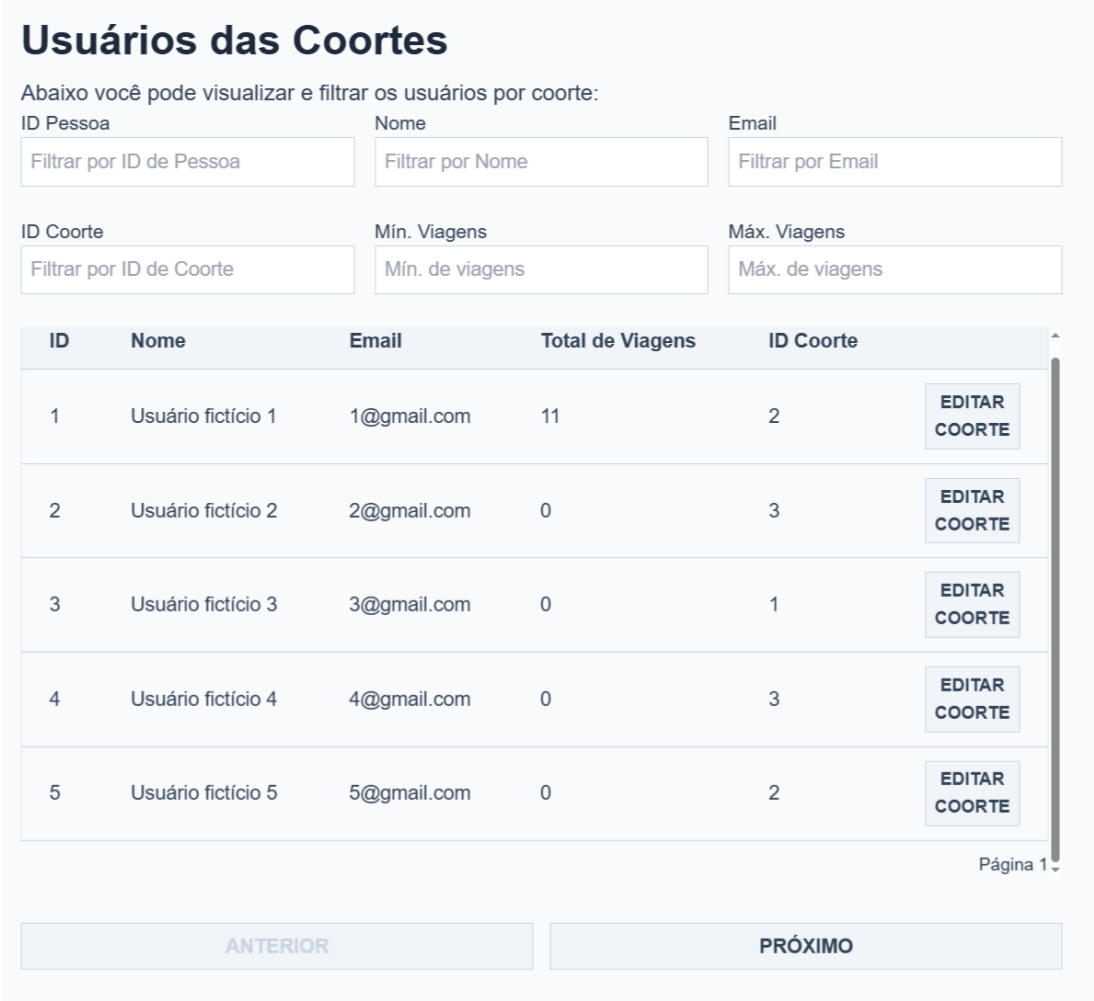 Usuários das Coortes
Abaixo você pode visualizar e filtrar os usuários por coorte:
ID Pessoa Nome Email
Filtrar por ID de Pessoa Filtrar por Nome Filtrar por Email
ID Coorte Mín. Viagens Máx. Viagens
Filtrar por ID de Coorte Mín. de viagens Máx. de viagens
ID Nome Email Total de Viagens ID Coorte
1 Usuário fictício 1 1@gmail.com 11 2 EDITAR COORTE
2 Usuário fictício 2 2@gmail.com 0 3 EDITAR COORTE
3 Usuário fictício 3 3@gmail.com 0 1 EDITAR COORTE
4 Usuário fictício 4 4@gmail.com 0 3 EDITAR COORTE
5 Usuário fictício 5 5@gmail.com 0 2 EDITAR COORTE
Página 1
ANTERIOR PRÓXIMO